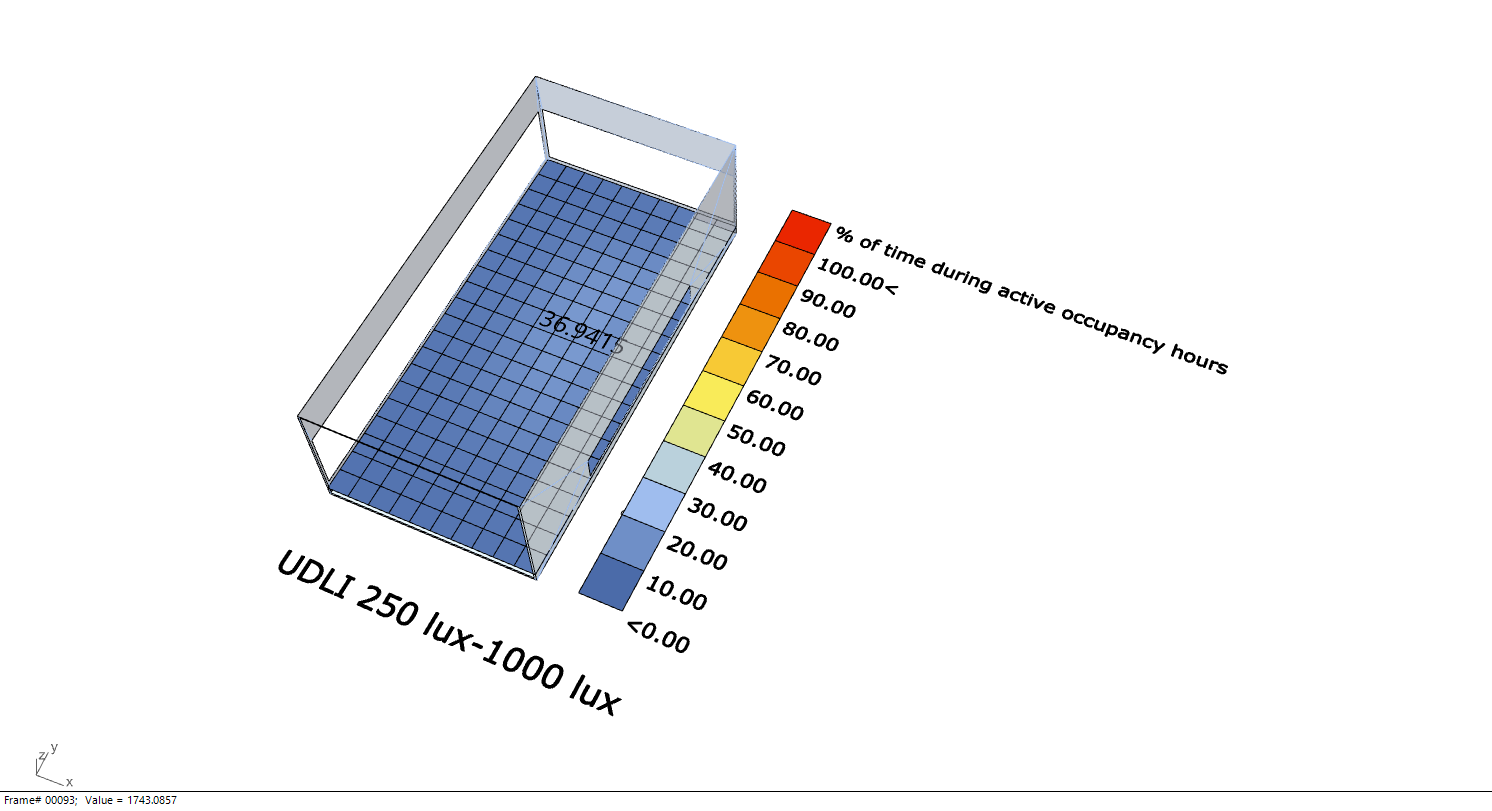 36.9415
% of time during active occupancy hours
100.00<
90.00
80.00
70.00
60.00
50.00
40.00
30.00
20.00
10.00
<0.00
UDLI 250 lux-1000 lux
z
y
x
Frame# 00093; Value = 1743.0857